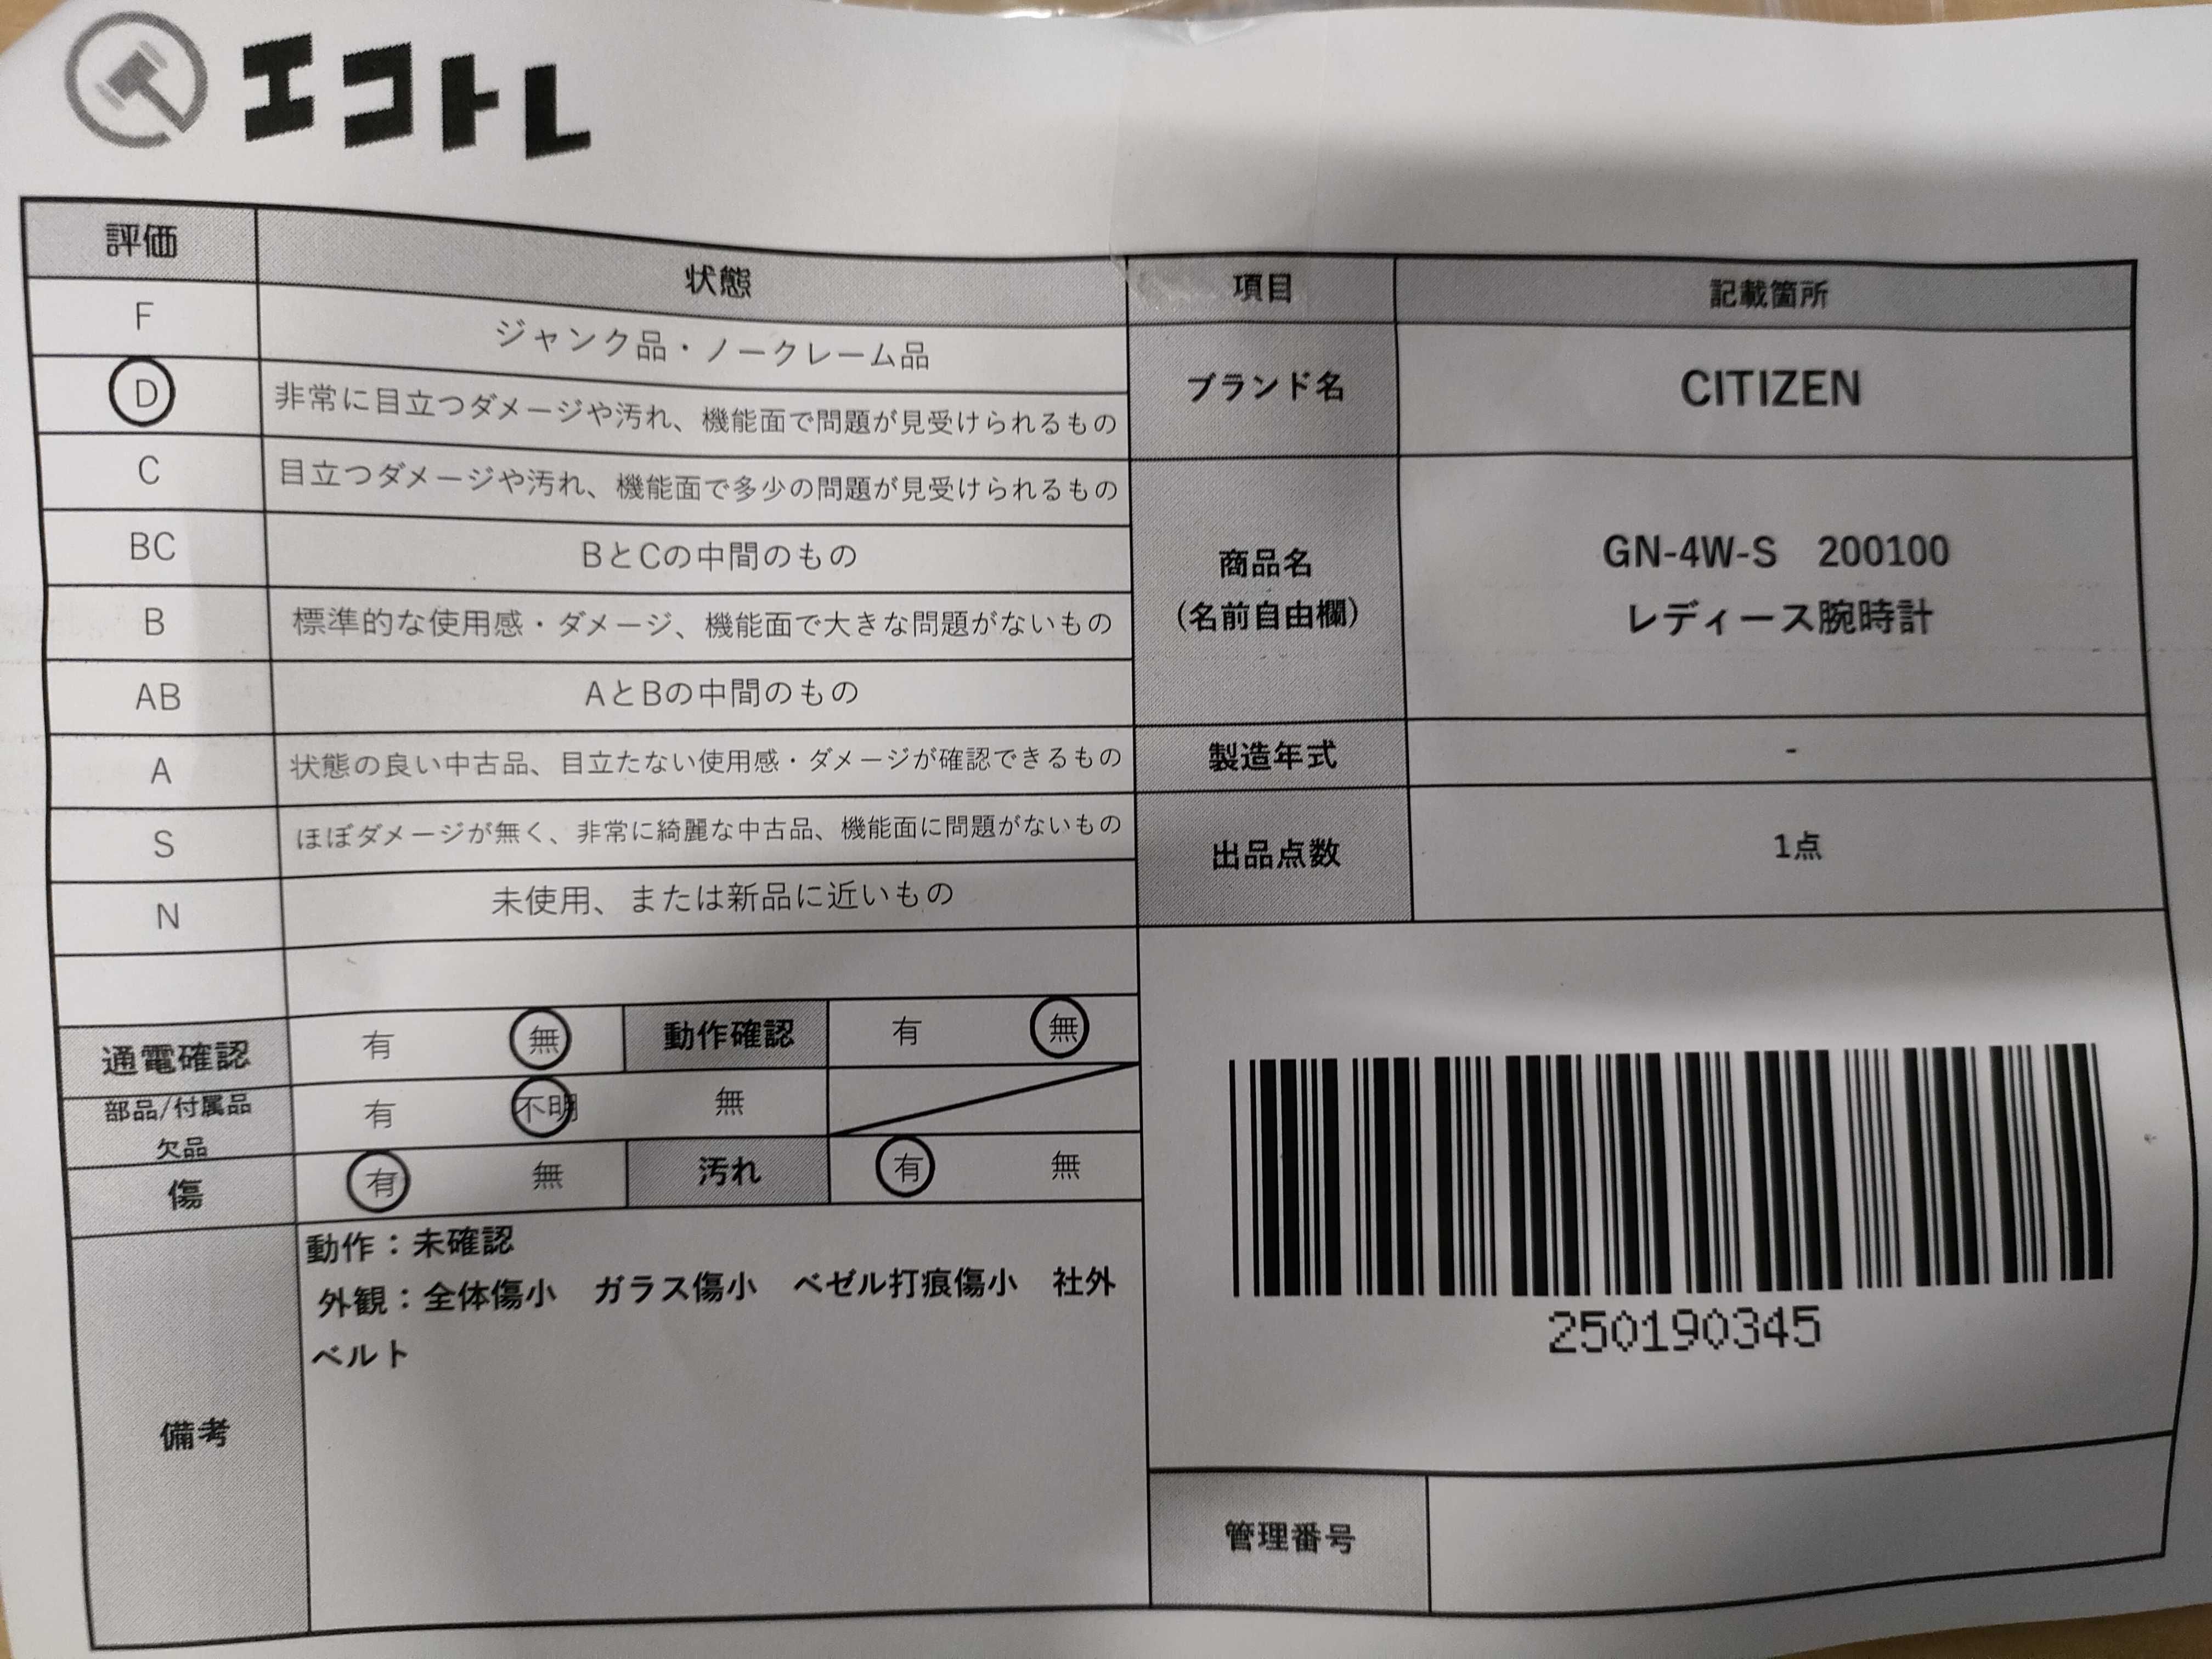 エコトレ
評価 状態
F ジャンク品・ノークレーム品
D 非常に目立つダメージや汚れ、機能面で問題が見受けられるもの
C 目立つダメージや汚れ、機能面で多少の問題が見受けられるもの
BC BとCの中間のもの
B 標準的な使用感・ダメージ、機能面で大きな問題がないもの
AB AとBの中間のもの
A 状態の良い中古品、目立たない使用感・ダメージが確認できるもの
S ほぼダメージが無く、非常に綺麗な中古品、機能面に問題がないもの
N 未使用、または新品に近いもの
通電確認 有 無 動作確認 有 無
部品/付属品
欠品 有 不明 無
傷 有 無 汚れ 有 無
備考
動作：未確認
外観：全体傷小 ガラス傷小 ベゼル打痕傷小 社外
ベルト
項目 記載箇所
ブランド名 CITIZEN
商品名
(名前自由欄)
GN-4W-S 200100
レディース腕時計
製造年式 -
出品点数 1点
250190345
管理番号